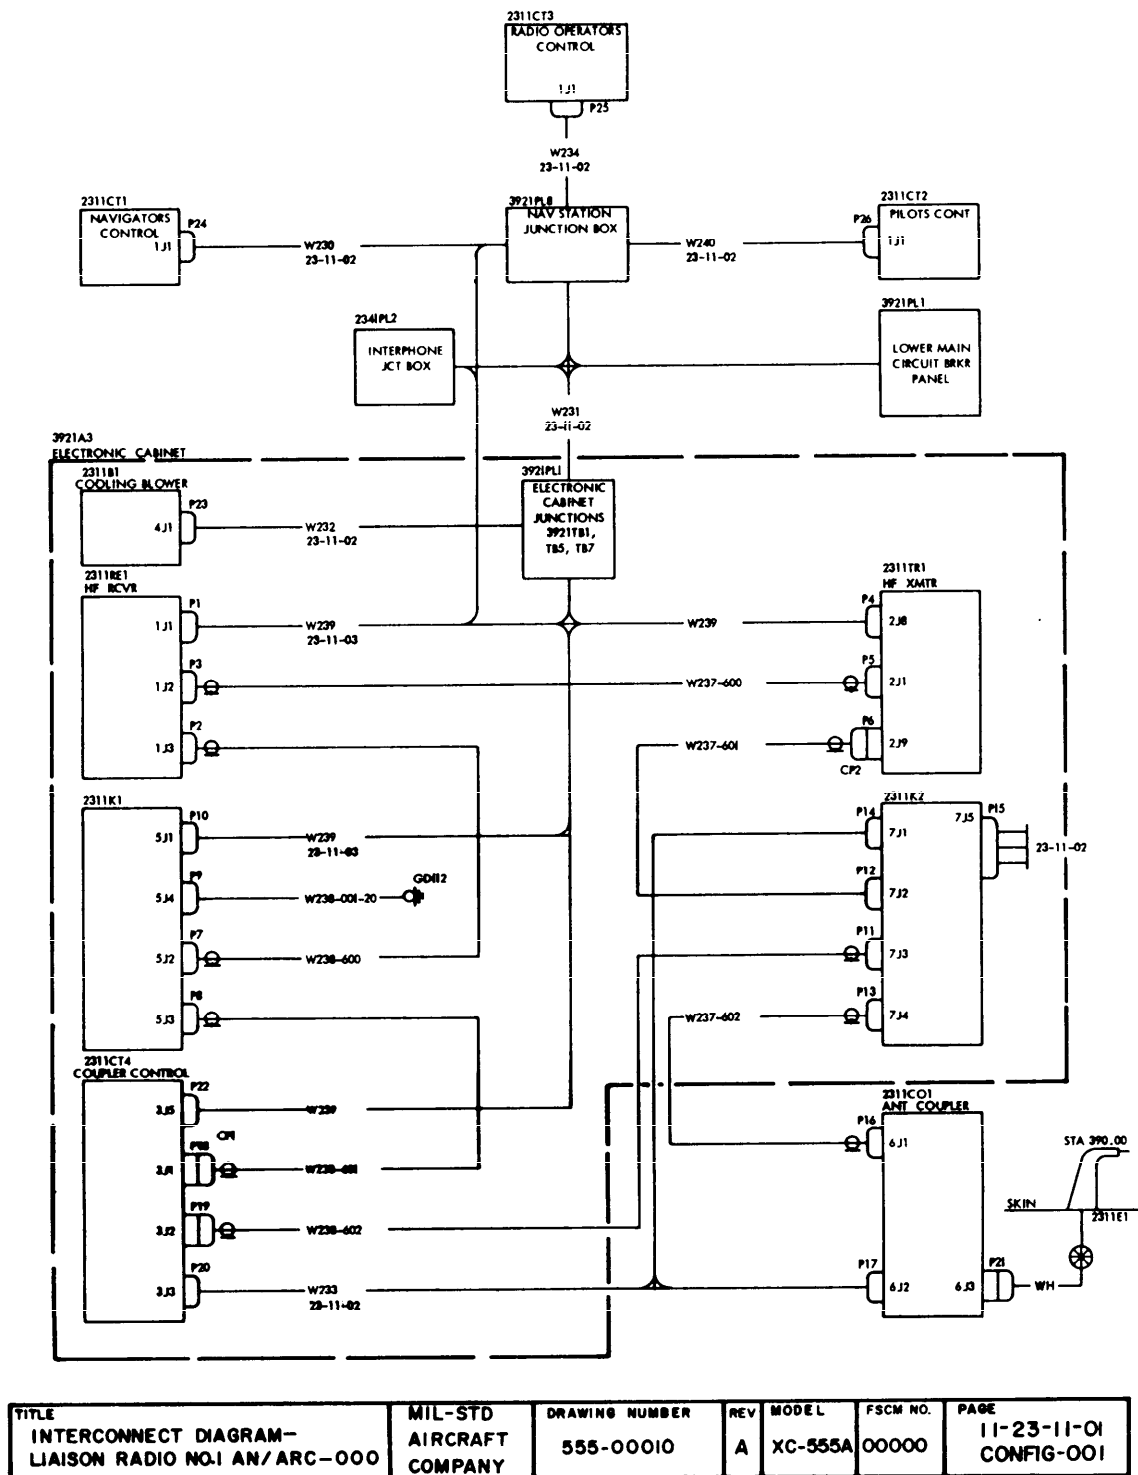 2311CT3
RADIO OPERATORS
CONTROL
1J1
P25
W234
23-11-02
2311CT1
NAVIGATORS
CONTROL
1J1
P24
W230
23-11-02
3921PL8
NAV STATION
JUNCTION BOX
W240
23-11-02
2311CT2
P26
PILOTS CONT
1J1
2341PL2
INTERPHONE
JCT BOX
3921PL1
LOWER MAIN
CIRCUIT BRKR
PANEL
W231
23-11-02
3921A3
ELECTRONIC CABINET
2311B1
COOLING BLOWER
P23
4J1
W232
23-11-02
3921PL1
ELECTRONIC
CABINET
JUNCTIONS
3921TB1,
TB5, TB7
2311RE1
HF RCVR
P1
1J1
W239
23-11-03
P3
1J2
P2
1J3
W239
W237-600
W237-601
2311TR1
HF XMTR
P4
2J8
P5
2J1
P6
2J9
CP2
2311K1
P10
5J1
W239
23-11-03
P9
5J4
W238-001-20
GD112
P7
5J2
W238-600
P8
5J3
2311K2
P14
7J1
7J5
P15
23-11-02
P12
7J2
P11
7J3
P13
7J4
W237-602
2311CT4
COUPLER CONTROL
P22
3J5
W239
CP1
P18
3J1
W238-601
P19
3J2
W238-602
P20
3J3
W233
23-11-02
2311CO1
ANT COUPLER
P16
6J1
P17
6J2
P21
6J3
WH
STA 390.00
SKIN
2311E1
TITLE
INTERCONNECT DIAGRAM-
LIAISON RADIO NO.1 AN/ARC-000
MIL-STD
AIRCRAFT
COMPANY
DRAWING NUMBER
555-00010
REV
A
MODEL
XC-555A
FSCM NO.
00000
PAGE
11-23-11-01
CONFIG-001